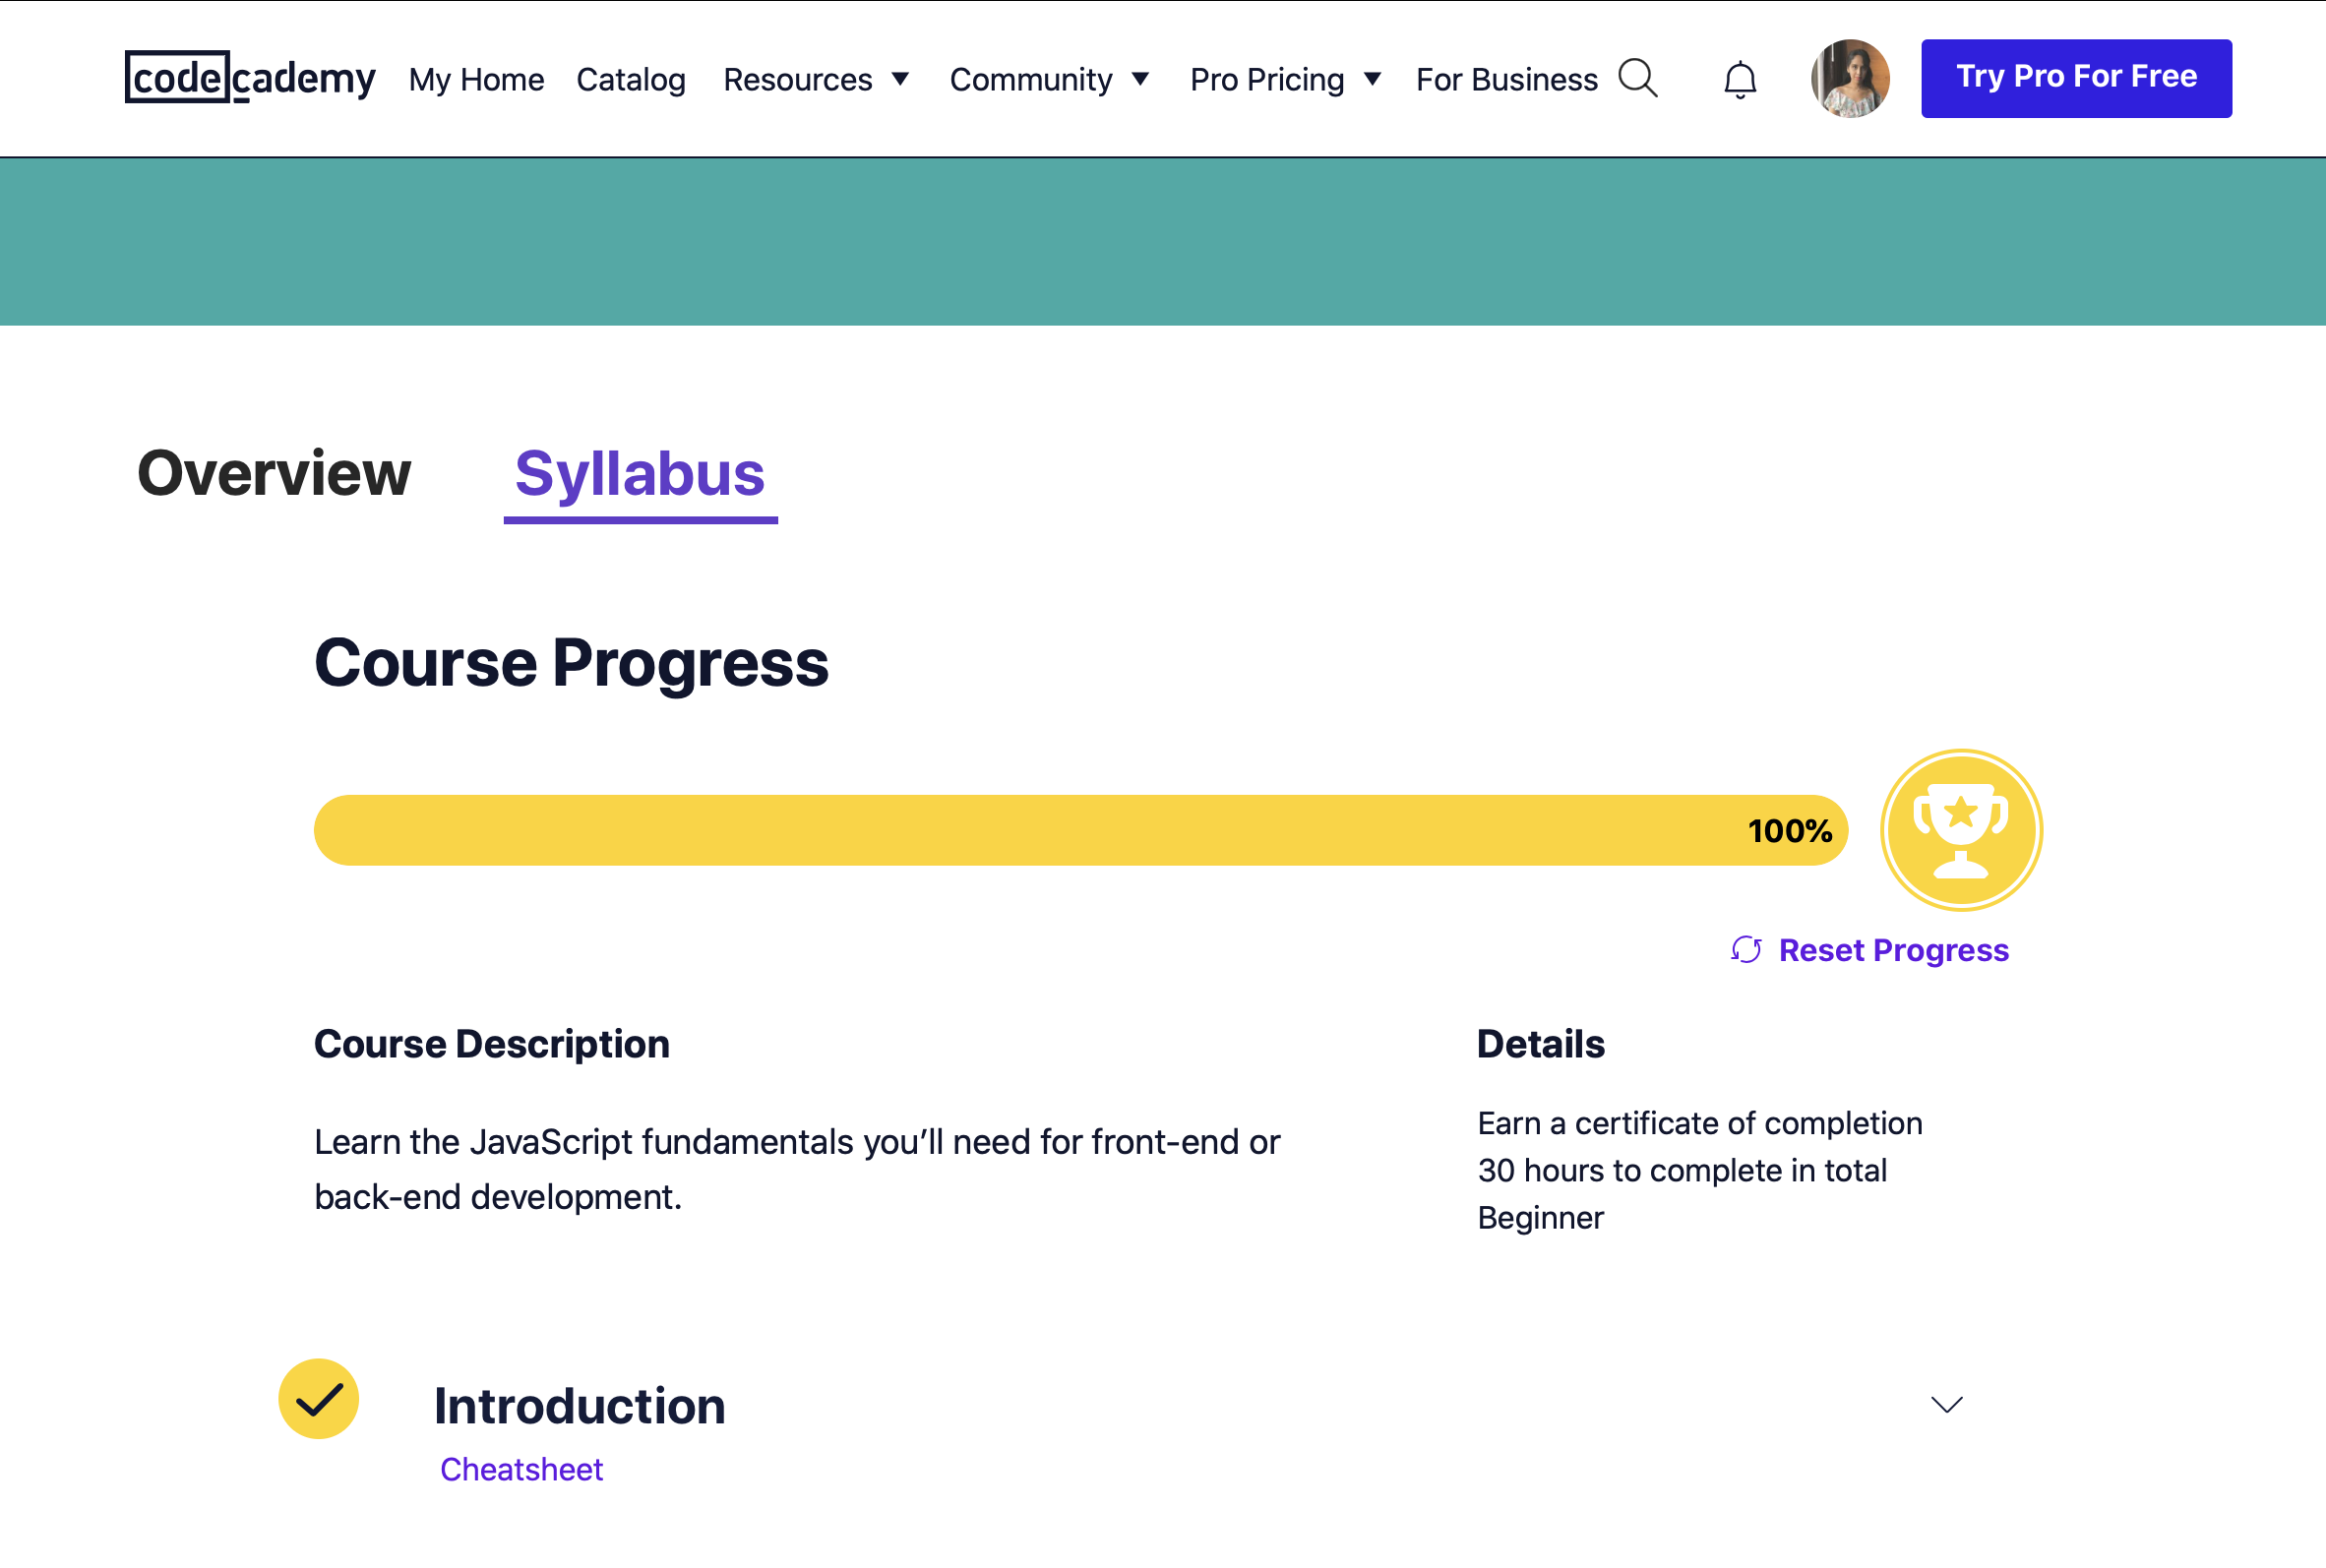 codecademy My Home Catalog Resources Community Pro Pricing For Business Try Pro For Free
Overview Syllabus
Course Progress
100%
Reset Progress
Course Description
Learn the JavaScript fundamentals you’ll need for front-end or
back-end development.
Details
Earn a certificate of completion
30 hours to complete in total
Beginner
Introduction
Cheatsheet